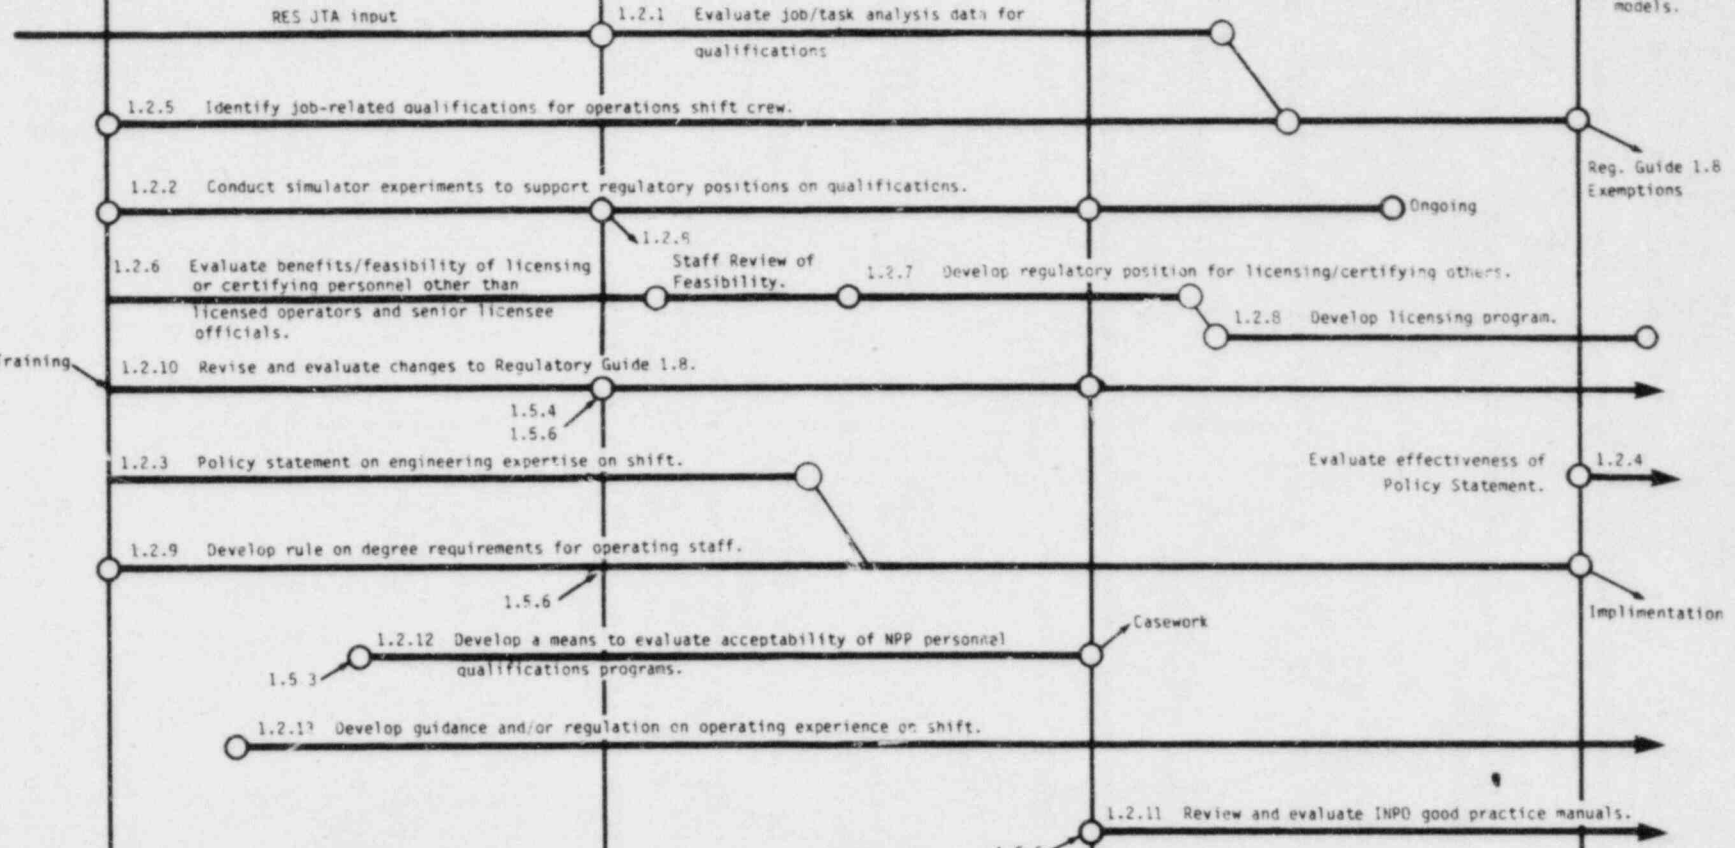 models.
RES JTA input
1.2.1 Evaluate job/task analysis data for
qualifications
1.2.5 Identify job-related qualifications for operations shift crew.
Reg. Guide 1.8
Exemptions
1.2.2 Conduct simulator experiments to support regulatory positions on qualifications.
Ongoing
1.2.6 Evaluate benefits/feasibility of licensing
or certifying personnel other than
licensed operators and senior licensee
officials.
Staff Review of
Feasibility.
1.2.7 Develop regulatory position for licensing/certifying others.
1.2.8 Develop licensing program.
Training
1.2.10 Revise and evaluate changes to Regulatory Guide 1.8.
1.5.4
1.5.6
1.2.3 Policy statement on engineering expertise on shift.
Evaluate effectiveness of
Policy Statement.
1.2.4
1.2.9 Develop rule on degree requirements for operating staff.
1.5.6
Implimentation
1.2.12 Develop a means to evaluate acceptability of NPP personnel
qualifications programs.
1.5 3
Casework
Develop guidance and/or regulation on operating experience on shift.
1.2.11 Review and evaluate INPO good practice manuals.